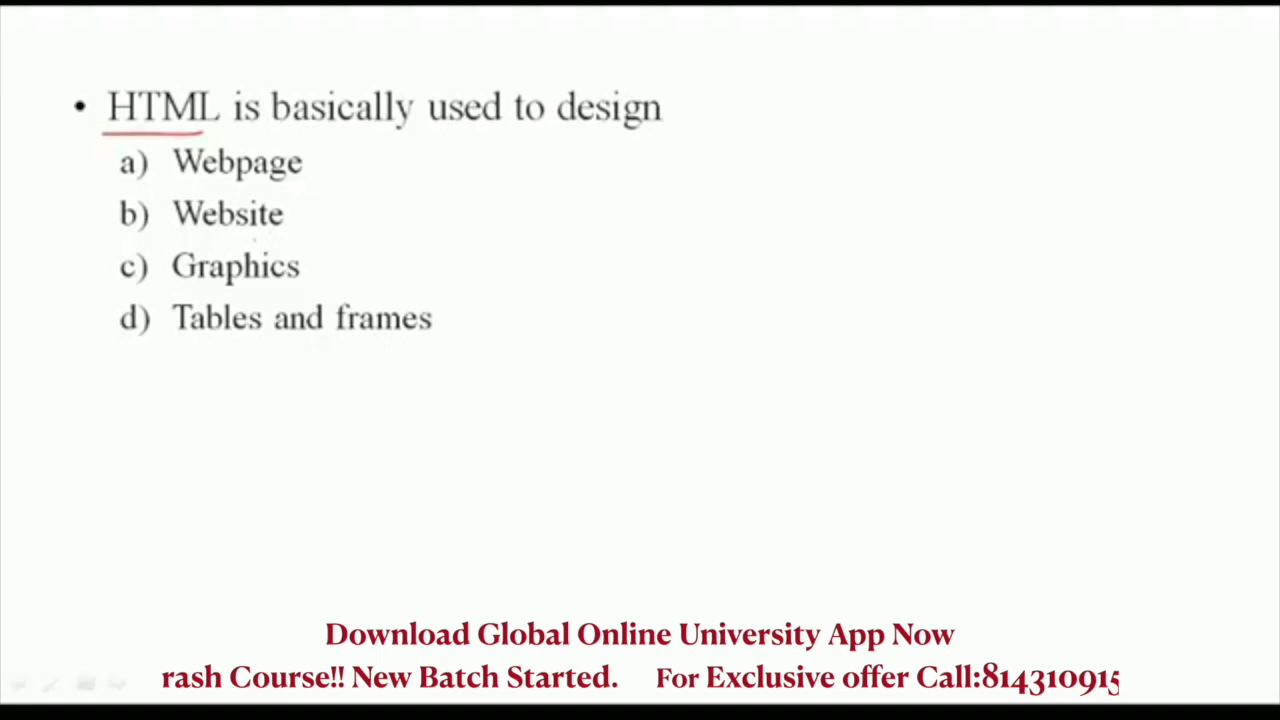 • HTML is basically used to design
a) Webpage
b) Website
c) Graphics
d) Tables and frames
Download Global Online University App Now
rash Course!! New Batch Started. For Exclusive offer Call:814310915